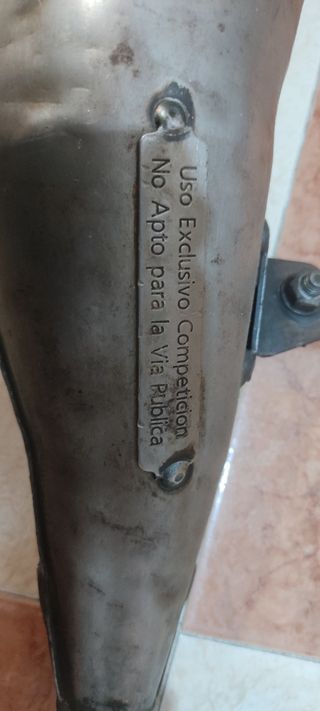 Uso Exclusivo Competicion
No Apto para la Via Publica